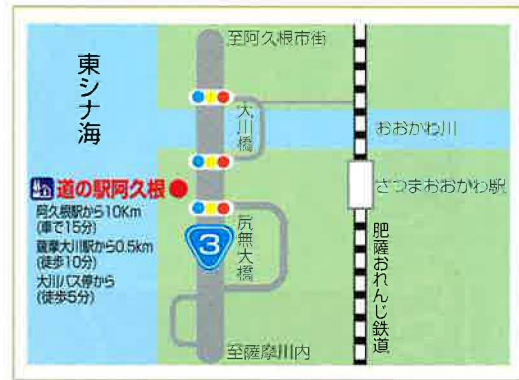 至阿久根市街
東シナ海
大川橋
おおかわ川
道の駅阿久根
さつまおおかわ駅
阿久根駅から10Km
(車で15分)
薩摩大川駅から0.5km
(徒歩10分)
大川バス停から
(徒歩5分)
3
尻無大橋
肥薩おれんじ鉄道
至薩摩川内